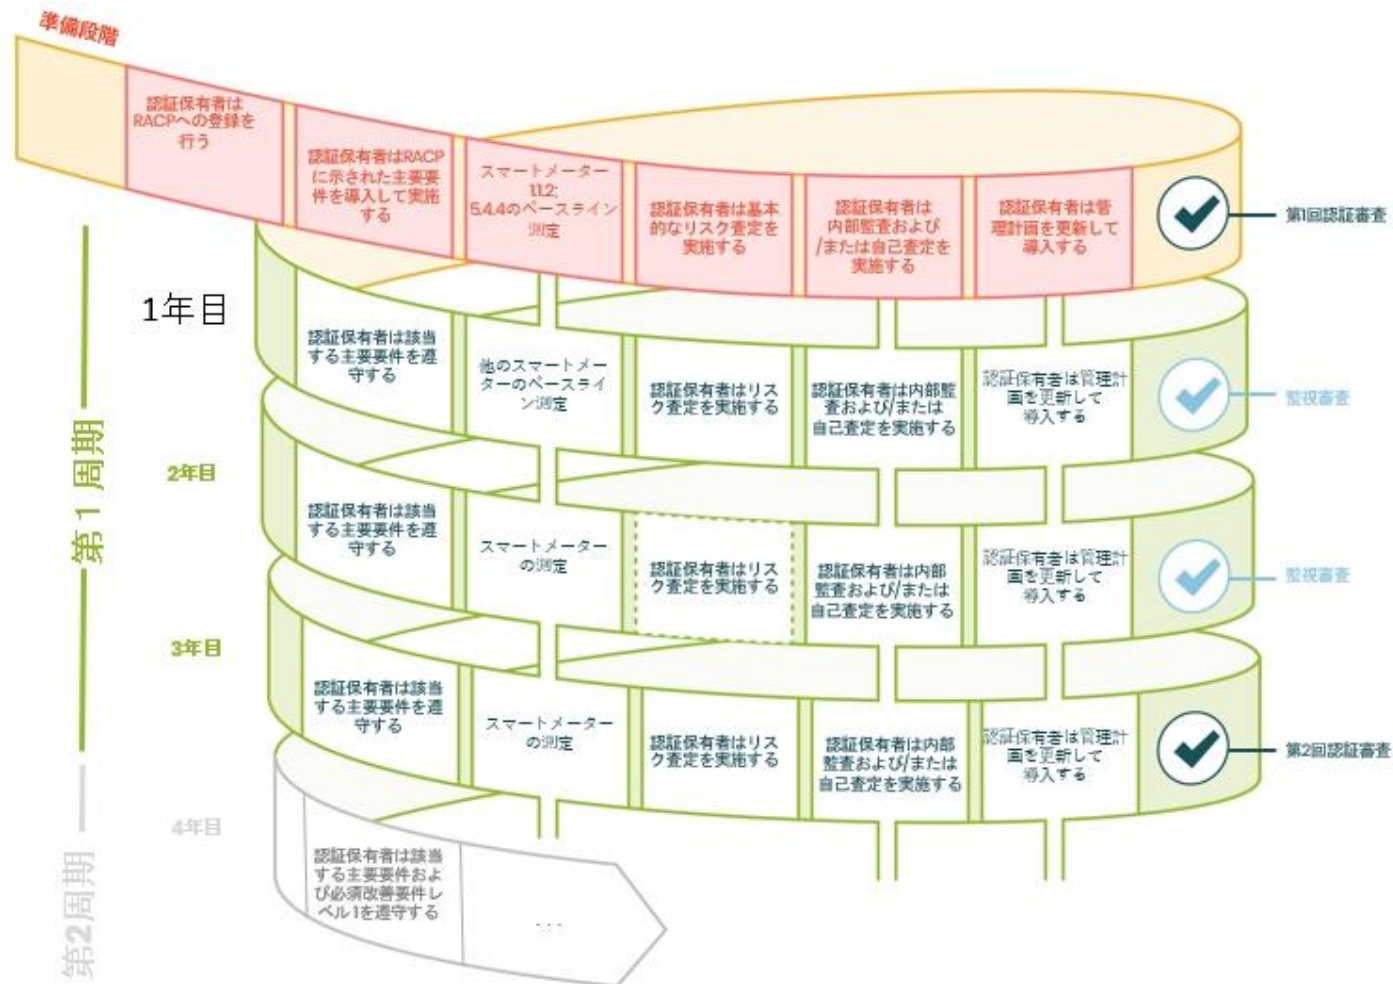 準備段階
認証保有者は
RACPへの登録を
行う
認証保有者はRACP
に示された主要要
件を導入して実施
する
スマートメーター
1.1.2;
5.4.4のベースライン
測定
認証保有者は基本
的なリスク査定を
実施する
認証保有者は
内部監査および
/または自己査定を
実施する
認証保有者は管
理計画を更新して
導入する
第1回認証審査
第1周期
1年目
認証保有者は該当
する主要要件を遵
守する
他のスマートメー
ターのベースライ
ン測定
認証保有者はリス
ク査定を実施する
認証保有者は内部監
査および/または
自己査定を実施する
認証保有者は管理計
画を更新して
導入する
監視審査
2年目
認証保有者は該当
する主要要件を遵
守する
スマートメーター
の測定
認証保有者はリス
ク査定を実施する
認証保有者は内部
監査および/または
自己査定を実施する
認証保有者は管理計
画を更新して
導入する
監視審査
3年目
認証保有者は該当
する主要要件を遵
守する
スマートメーター
の測定
認証保有者はリス
ク査定を実施する
認証保有者は内部
監査および/または
自己査定を実施する
認証保有者は管理計
画を更新して
導入する
第2回認証審査
第2周期
4年目
認証保有者は該当
する主要要件およ
び必須改善要件レ
ベル1を遵守する
...